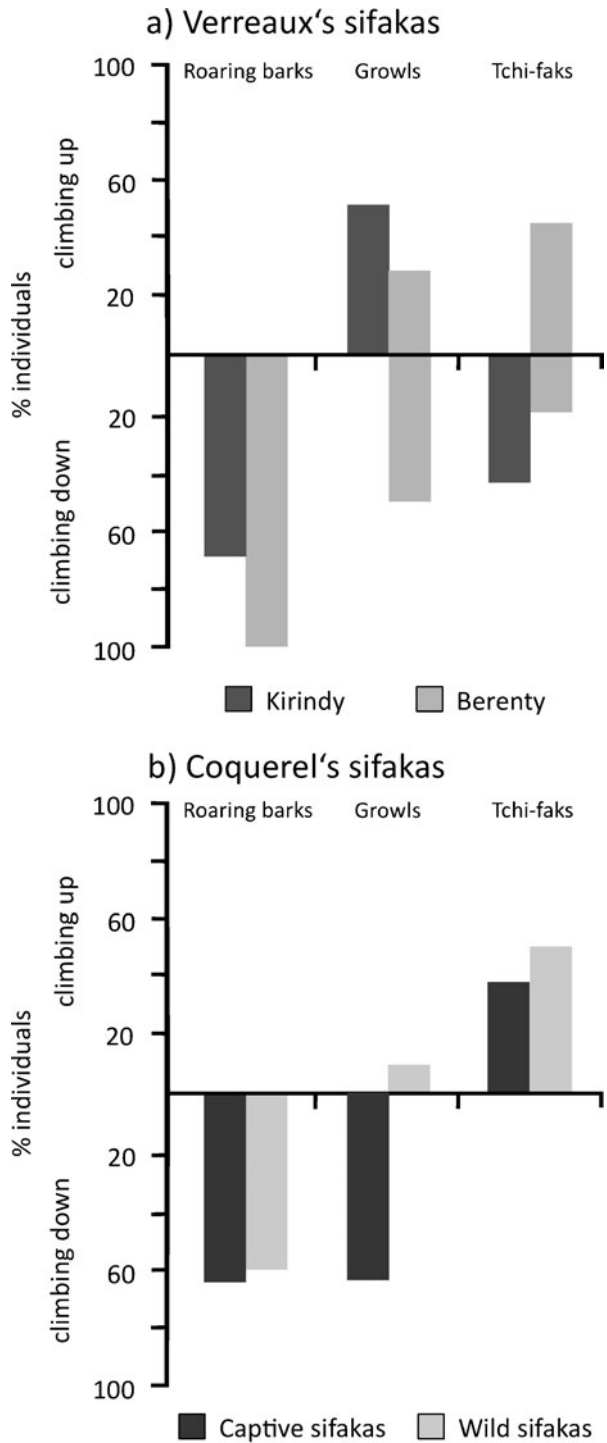 a) Verreaux‘s sifakas
100
Roaring barks
Growls
Tchi-faks
climbing up
60
20
% individuals
20
climbing down
60
100
Kirindy
Berenty
b) Coquerel‘s sifakas
100
Roaring barks
Growls
Tchi-faks
climbing up
60
20
% individuals
20
climbing down
60
100
Captive sifakas
Wild sifakas